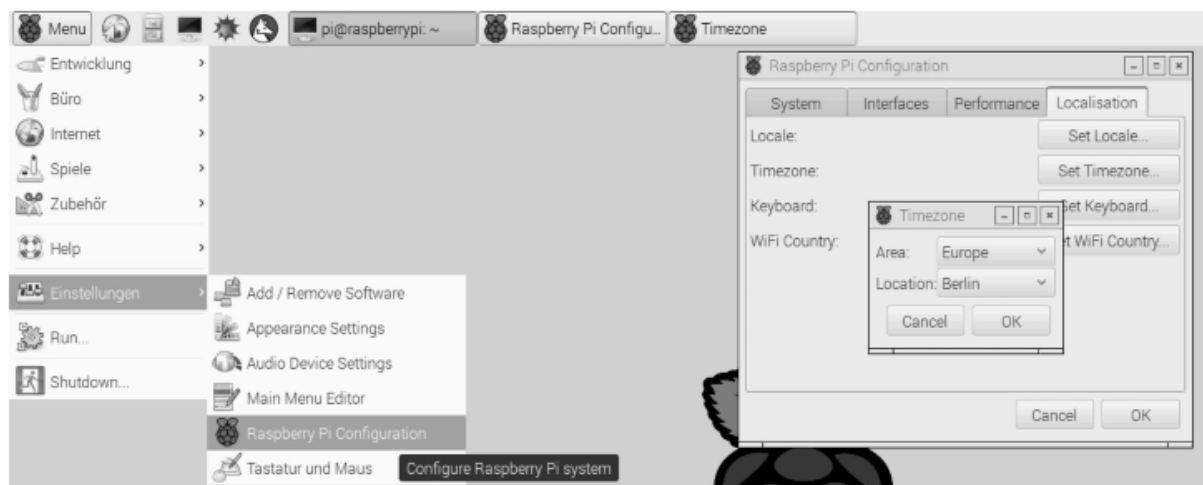 Menu pi@raspberrypi: ~ Raspberry Pi Configu... Timezone
Entwicklung
Büro
Internet
Spiele
Zubehör
Help
Einstellungen
Run...
Shutdown...
Add / Remove Software
Appearance Settings
Audio Device Settings
Main Menu Editor
Raspberry Pi Configuration
Tastatur und Maus
Configure Raspberry Pi system
Raspberry Pi Configuration
System Interfaces Performance Localisation
Locale: Set Locale...
Timezone: Set Timezone...
Keyboard: Set Keyboard...
WiFi Country: t WiFi Country...
Timezone
Area: Europe
Location: Berlin
Cancel OK
Cancel OK